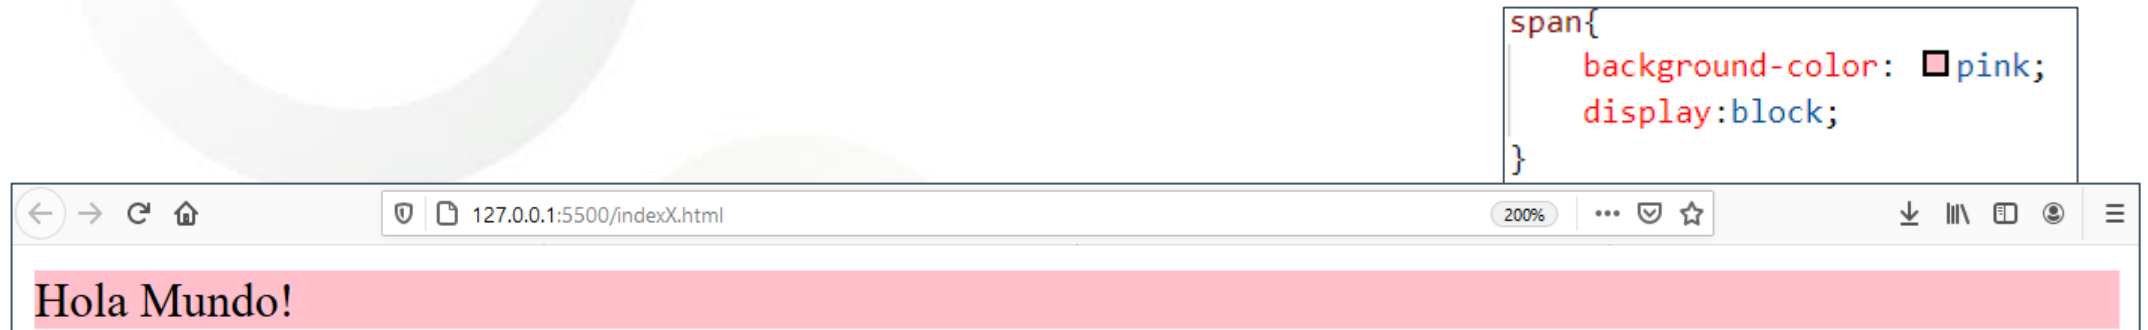 span{
background-color: pink;
display:block;
}
127.0.0.1:5500/indexX.html
200%
Hola Mundo!